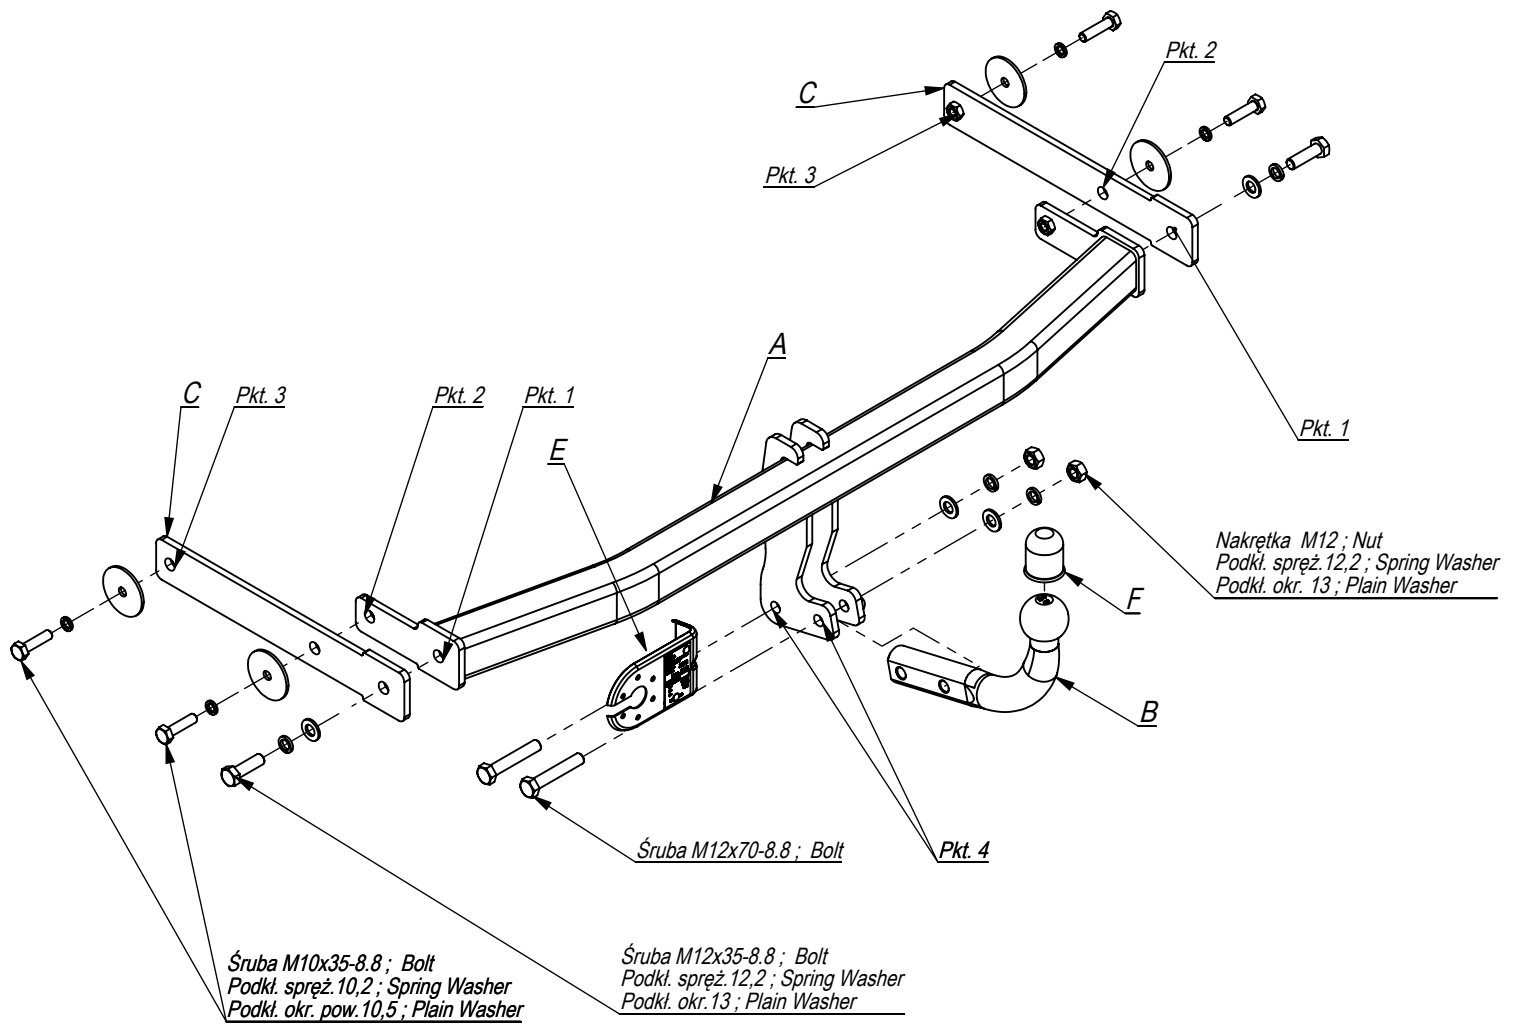 Pkt. 2
C
Pkt. 3
A
C
Pkt. 3
Pkt. 2
Pkt. 1
Pkt. 1
E
Nakrętka M12 ; Nut
Podkł. spręż.12,2 ; Spring Washer
Podkł. okr. 13 ; Plain Washer
F
B
Śruba M12x70-8.8 ; Bolt
Pkt. 4
Śruba M10x35-8.8 ; Bolt
Podkł. spręż.10,2 ; Spring Washer
Podkł. okr. pow.10,5 ; Plain Washer
Śruba M12x35-8.8 ; Bolt
Podkł. spręż.12,2 ; Spring Washer
Podkł. okr.13 ; Plain Washer